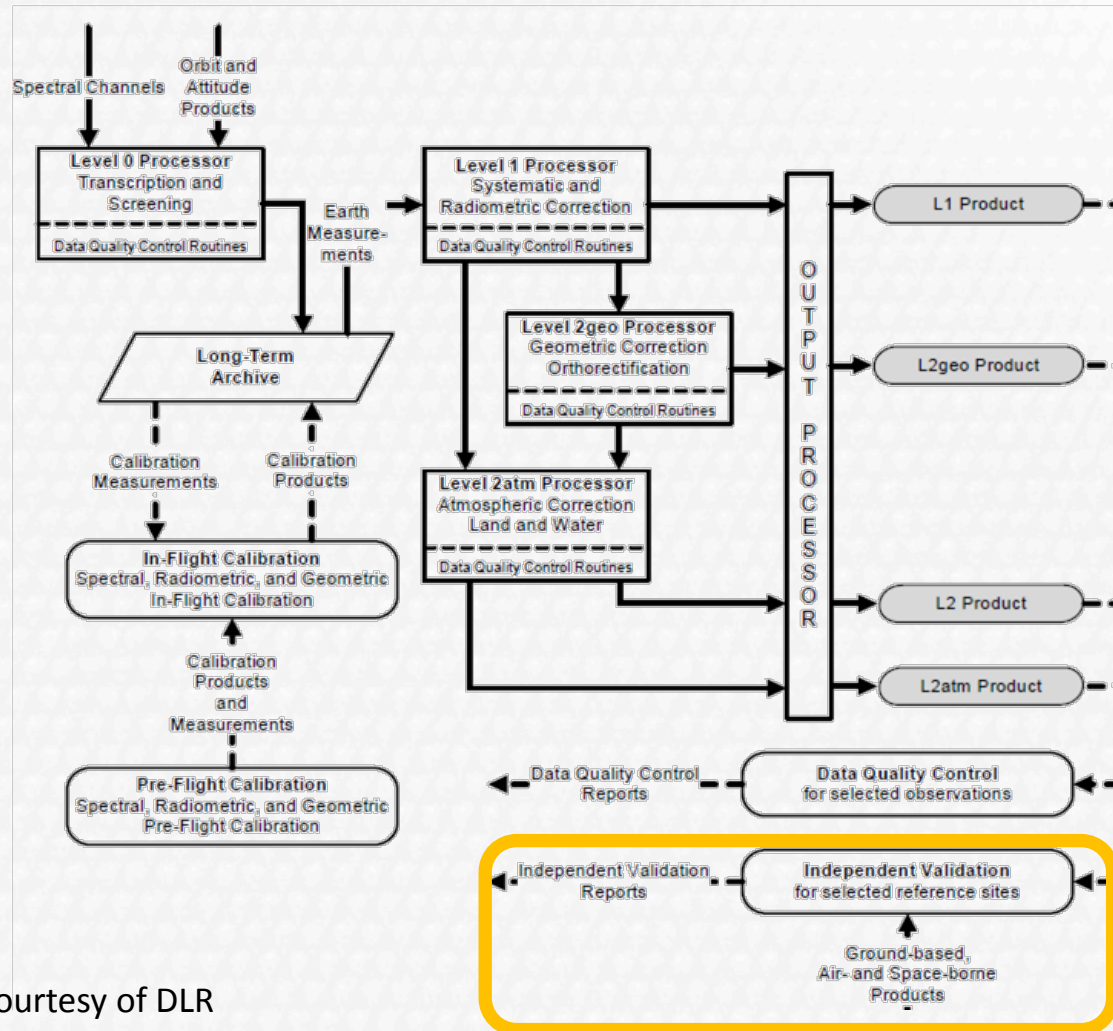 Spectral Channels
Orbit and
Attitude
Products
Level 0 Processor
Transcription and
Screening
Data Quality Control Routines
Earth
Measure-
ments
Level 1 Processor
Systematic and
Radiometric Correction
Data Quality Control Routines
Level 2geo Processor
Geometric Correction
Orthorectification
Data Quality Control Routines
Level 2atm Processor
Atmospheric Correction
Land and Water
Data Quality Control Routines
Long-Term
Archive
Calibration
Measurements
Calibration
Products
In-Flight Calibration
Spectral, Radiometric, and Geometric
In-Flight Calibration
Calibration
Products
and
Measurements
Pre-Flight Calibration
Spectral, Radiometric, and Geometric
Pre-Flight Calibration
OUTPUT PROCESSOR
L1 Product
L2geo Product
L2 Product
L2atm Product
Data Quality Control
Reports
Data Quality Control
for selected observations
Independent Validation
Reports
Independent Validation
for selected reference sites
Ground-based,
Air- and Space-borne
Products
ourtesy of DLR